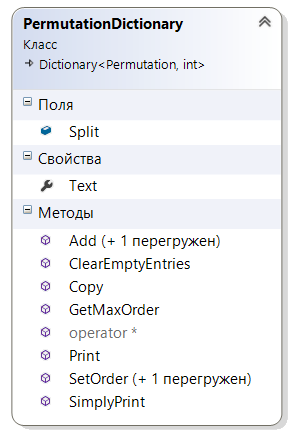 PermutationDictionary
Класс
Dictionary<Permutation, int>
Поля
Split
Свойства
Text
Методы
Add (+ 1 перегружен)
ClearEmptyEntries
Copy
GetMaxOrder
operator *
Print
SetOrder (+ 1 перегружен)
SimplyPrint